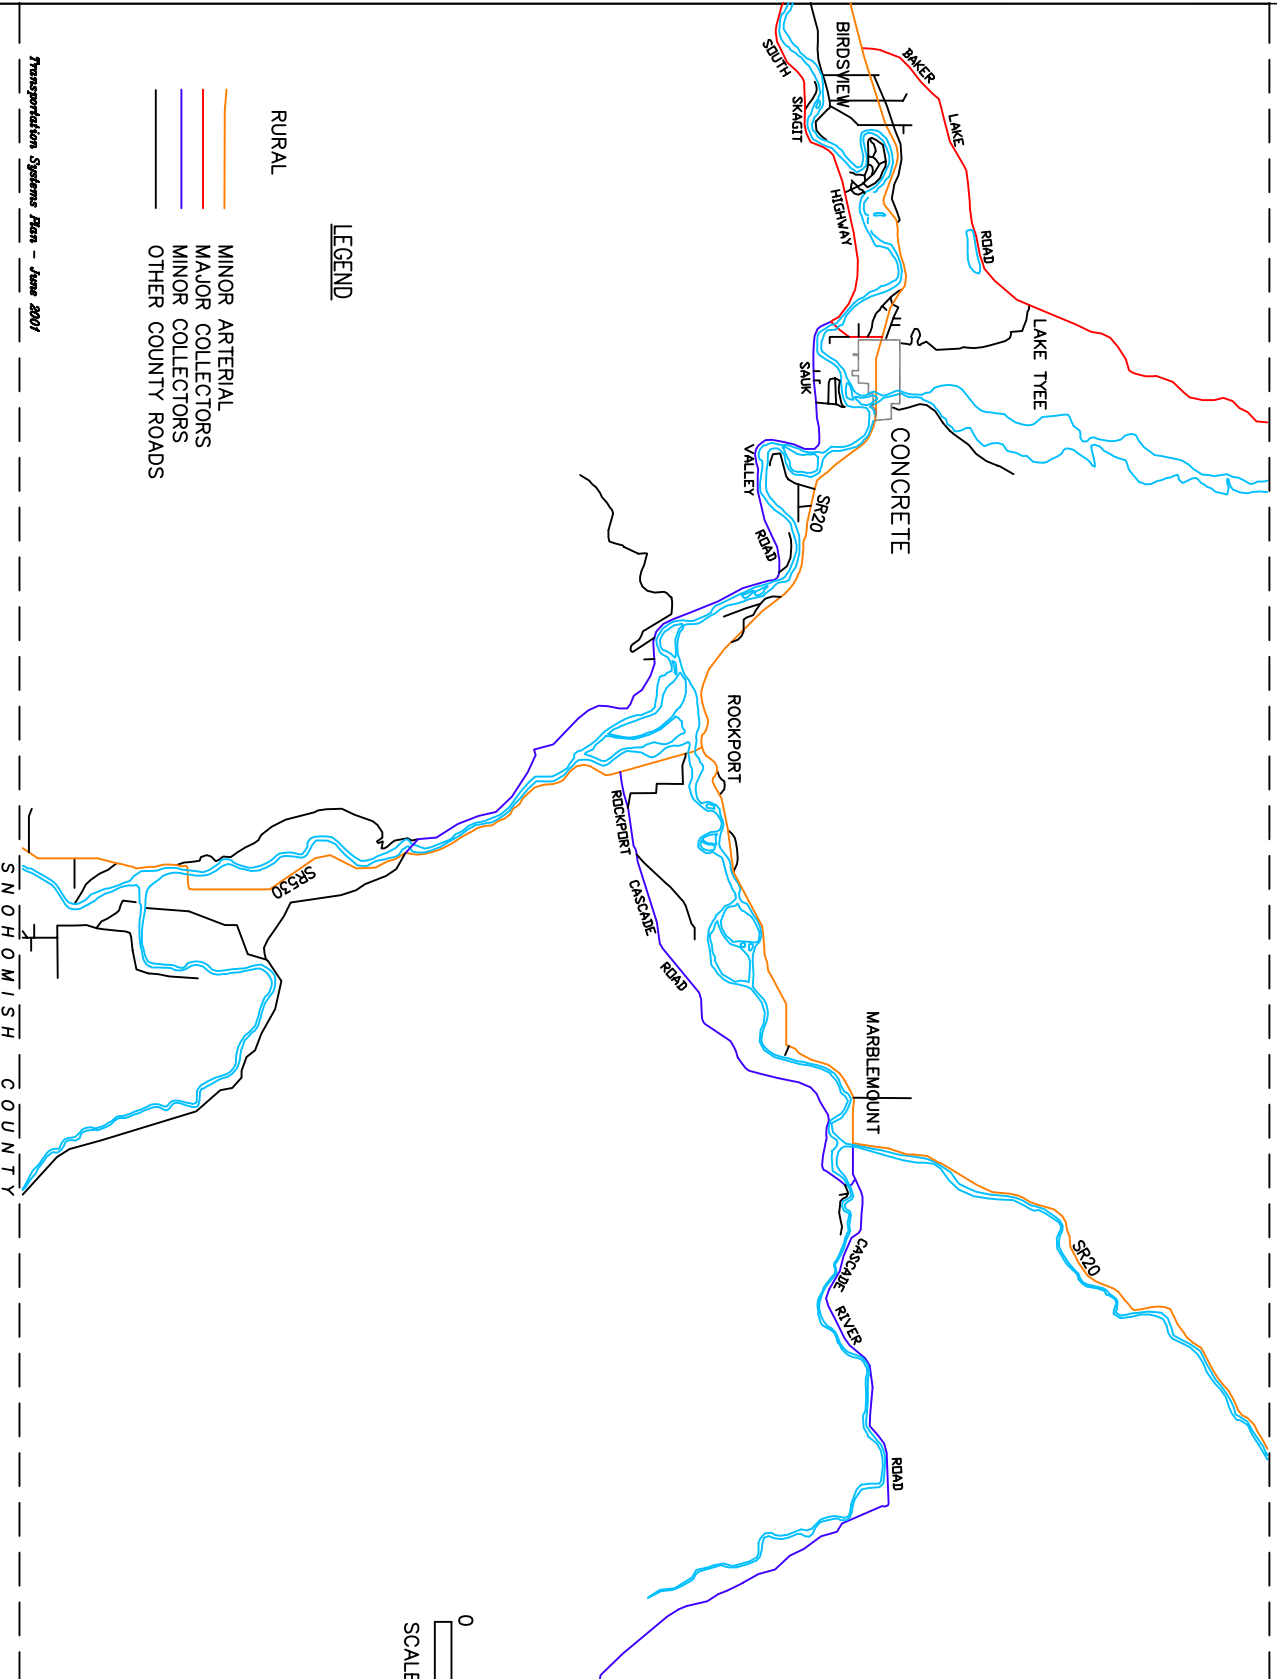 BAKER
LAKE
ROAD
LAKE TYEE
BIRDSVIEW
SOUTH
SKAGIT
HIGHWAY
CONCRETE
SAUK
VALLEY
ROAD
SR20
ROCKPORT
MARBLEMOUNT
SR20
ROCKPORT
CASCADE
ROAD
CASCADE
RIVER
ROAD
SR530
LEGEND
RURAL
MINOR ARTERIAL
MAJOR COLLECTORS
MINOR COLLECTORS
OTHER COUNTY ROADS
0
SCALE
SNOHOMISH COUNTY
Transportation Systems Plan - June 2001